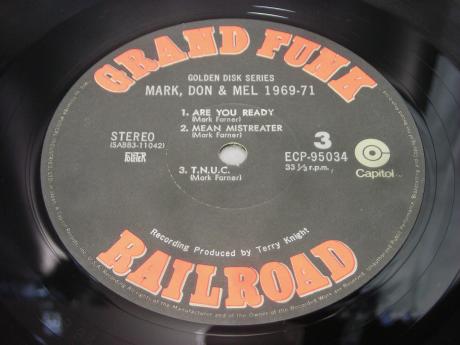 GRAND FUNK
GOLDEN DISK SERIES
MARK, DON & MEL 1969-71
1. ARE YOU READY
(Mark Farner)
2. MEAN MISTREATER
(Mark Farner)
3. T.N.U.C.
(Mark Farner)
STEREO
(SAB83-11042)
3
ECP-95034
33 1/3 r.p.m.
Capitol
Recording Produced by Terry Knight
RAILROAD